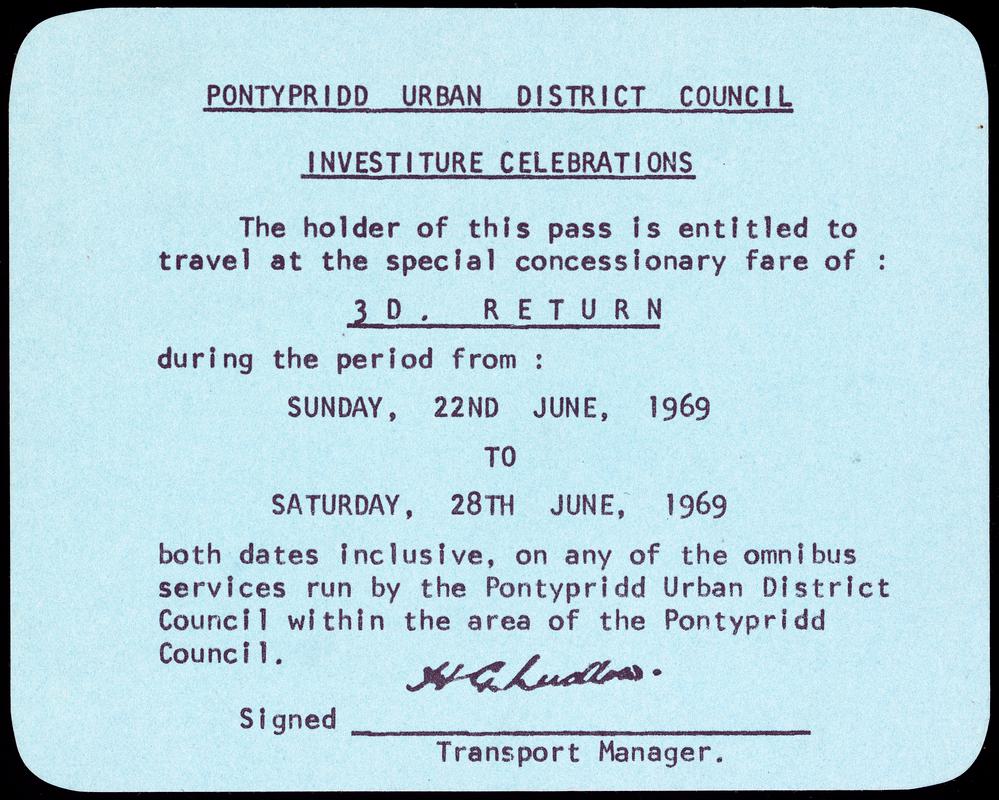 PONTYPRIDD URBAN DISTRICT COUNCIL
INVESTITURE CELEBRATIONS
The holder of this pass is entitled to
travel at the special concessionary fare of :
3D. RETURN
during the period from :
SUNDAY, 22ND JUNE, 1969
TO
SATURDAY, 28TH JUNE, 1969
both dates inclusive, on any of the omnibus
services run by the Pontypridd Urban District
Council within the area of the Pontypridd
Council.
H G Ludlow.
Signed
Transport Manager.